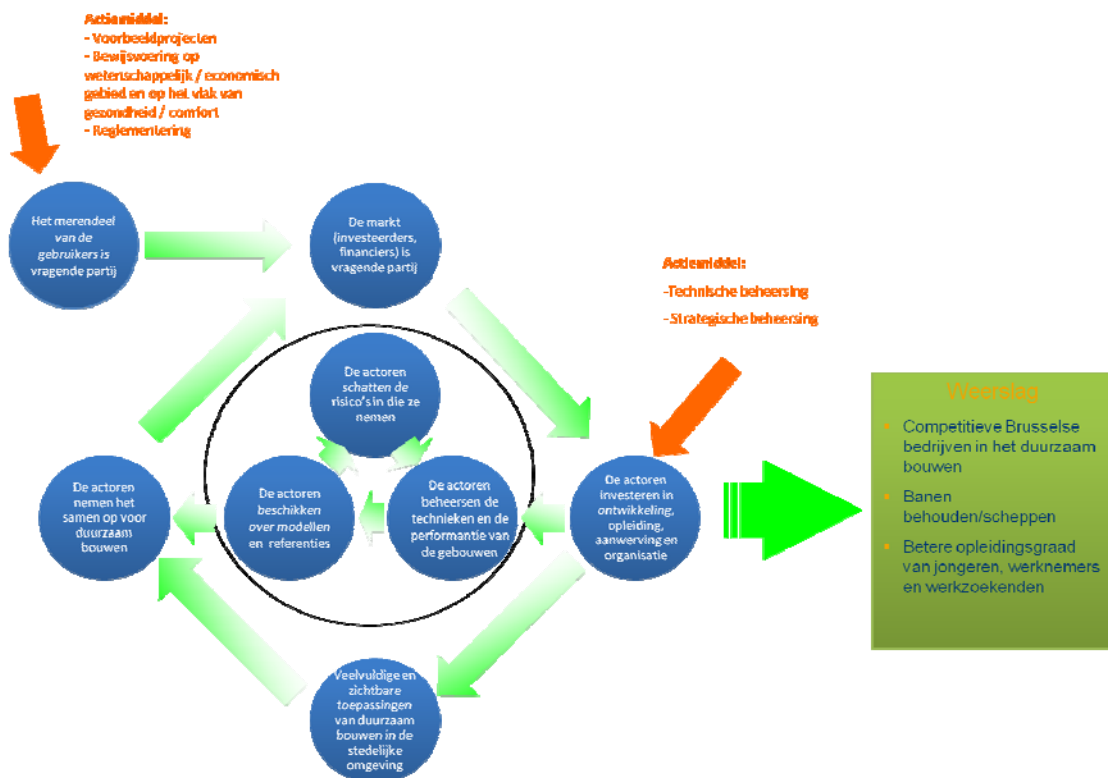 Actiemiddel:
- Voorbeeldprojecten
- Bewijsvoering op
wetenschappelijk / economisch
gebied en op het vlak van
gezondheid / comfort
- Reglementering
Het merendeel
van de
gebruikers is
vragende partij
De markt
(investeerders,
financiers) is
vragende partij
Actiemiddel:
-Technische beheersing
- Strategische beheersing
De actoren
schatten de
risico's in die ze
nemen
De actoren
nemen het
samen op voor
duurzaam
bouwen
De actoren
beschikken
over modellen
en referenties
De actoren
beheersen de
technieken en de
performantie van
de gebouwen
De actoren
investeren in
ontwikkeling,
opleiding,
aanwerving en
organisatie
Veelvuldige en
zichtbare
toepassingen
van duurzaam
bouwen in de
stedelijke
omgeving
Weerslag
• Competitieve Brusselse
bedrijven in het duurzaam
bouwen
• Banen
behouden/scheppen
• Betere opleidingsgraad
van jongeren, werknemers
en werkzoekenden